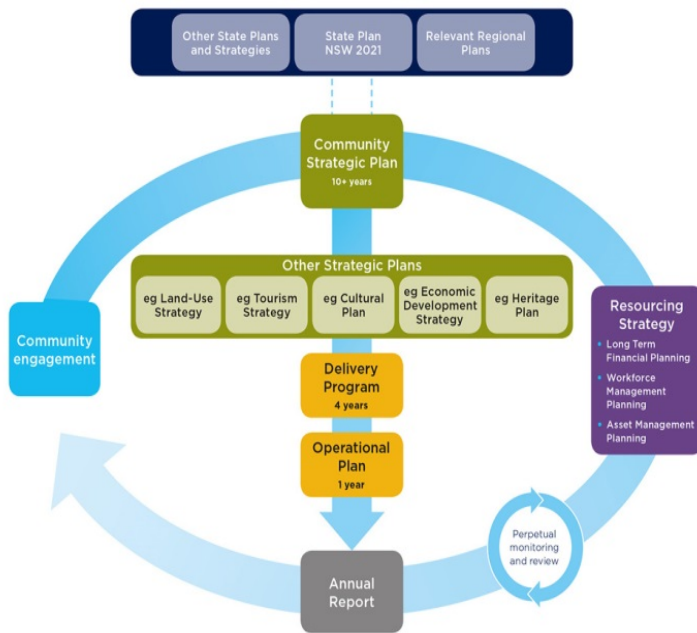 Other State Plans
and Strategies
State Plan
NSW 2021
Relevant Regional
Plans
Community
Strategic Plan
10+ years
Other Strategic Plans
eg Land-Use
Strategy
eg Tourism
Strategy
eg Cultural
Plan
eg Economic
Development
Strategy
eg Heritage
Plan
Community
engagement
Resourcing
Strategy
• Long Term
Financial Planning
• Workforce
Management
Planning
• Asset Management
Planning
Delivery
Program
4 years
Operational
Plan
1 year
Perpetual
monitoring
and review
Annual
Report